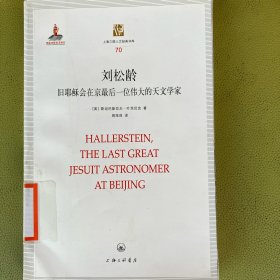 上海三联人文经典书库
70
刘松龄
旧耶稣会在京最后一位伟大的天文学家
HALLERSTEIN,
THE LAST GREAT
JESUIT ASTRONOMER
AT BEIJING
上海三联书店